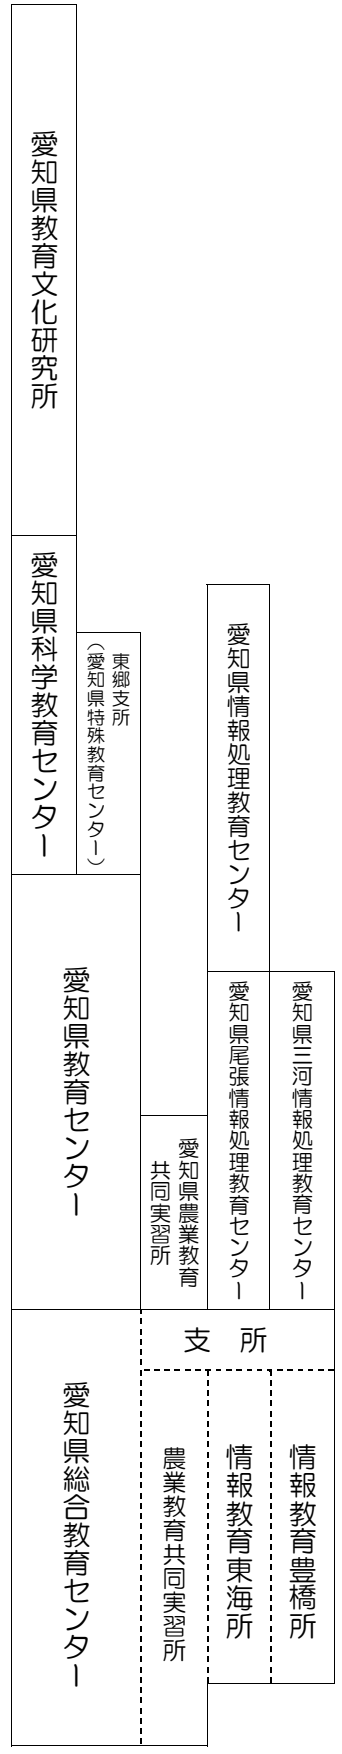 愛知県教育文化研究所
愛知県科学教育センター
東郷支所
（愛知県特殊教育センター）
愛知県情報処理教育センター
愛知県教育センター
愛知県農業教育
共同実習所
愛知県尾張情報処理教育センター
愛知県三河情報処理教育センター
愛知県総合教育センター
支　所
農業教育共同実習所
情報教育東海所
情報教育豊橋所